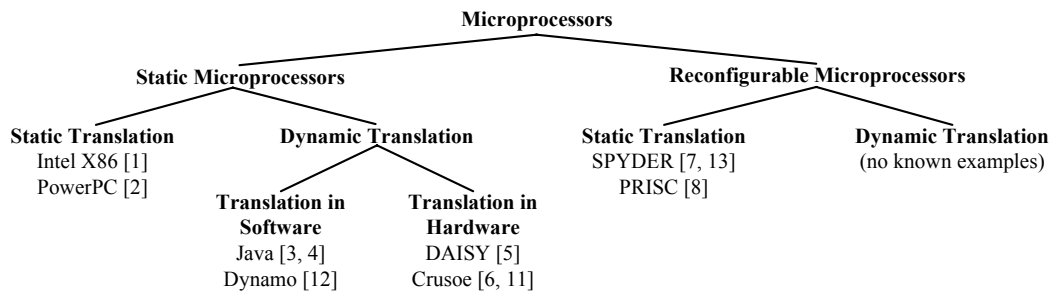 Microprocessors
Static Microprocessors
Reconfigurable Microprocessors
Static Translation
Intel X86 [1]
PowerPC [2]
Dynamic Translation
Translation in
Software
Java [3, 4]
Dynamo [12]
Translation in
Hardware
DAISY [5]
Crusoe [6, 11]
Static Translation
SPYDER [7, 13]
PRISC [8]
Dynamic Translation
(no known examples)